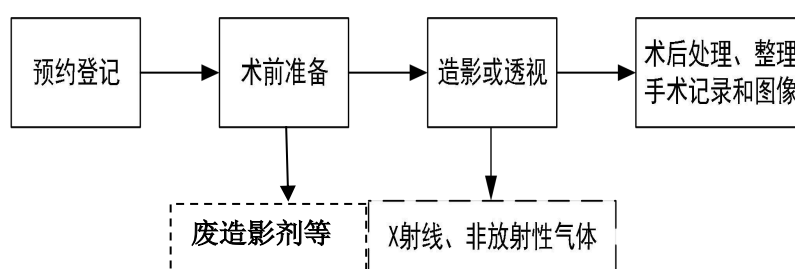 预约登记
术前准备
造影或透视
术后处理、整理
手术记录和图像
废造影剂等
X射线、非放射性气体